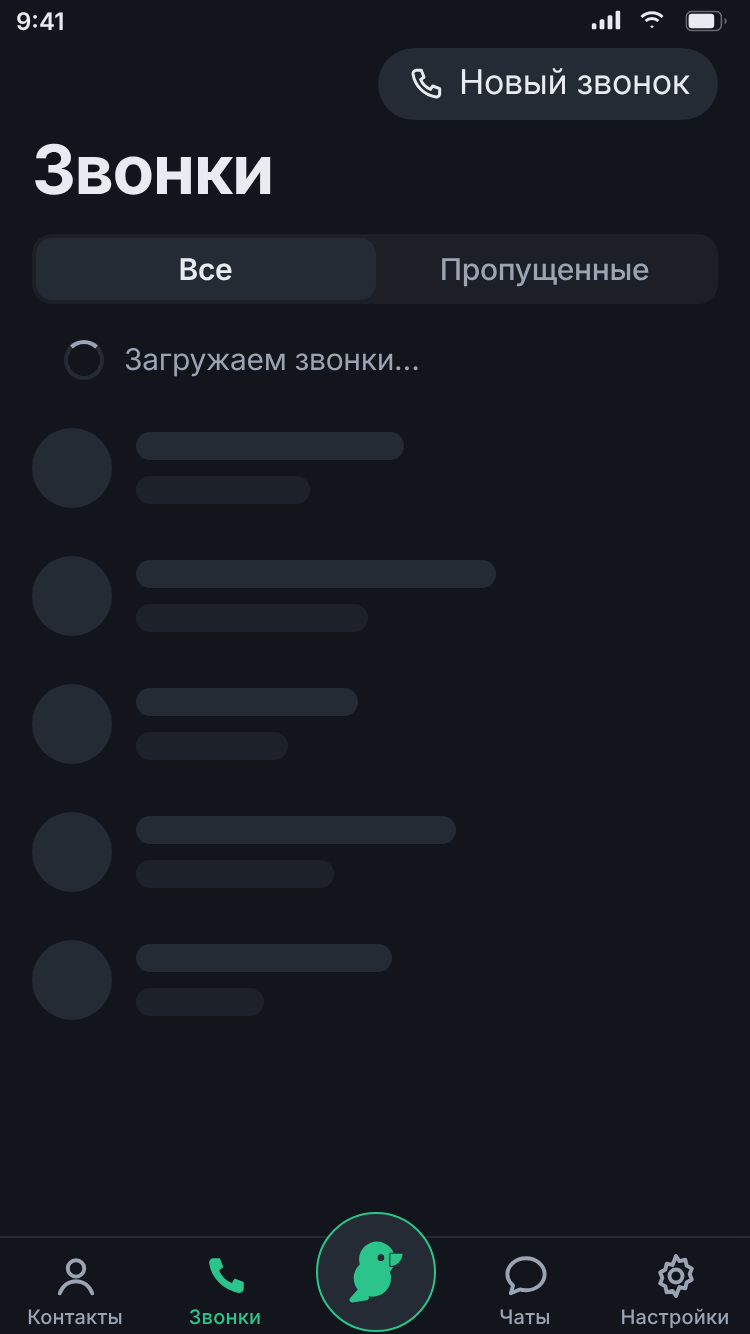 9:41
Новый звонок
Звонки
Все
Пропущенные
Загружаем звонки...
Контакты
Звонки
Чаты
Настройки